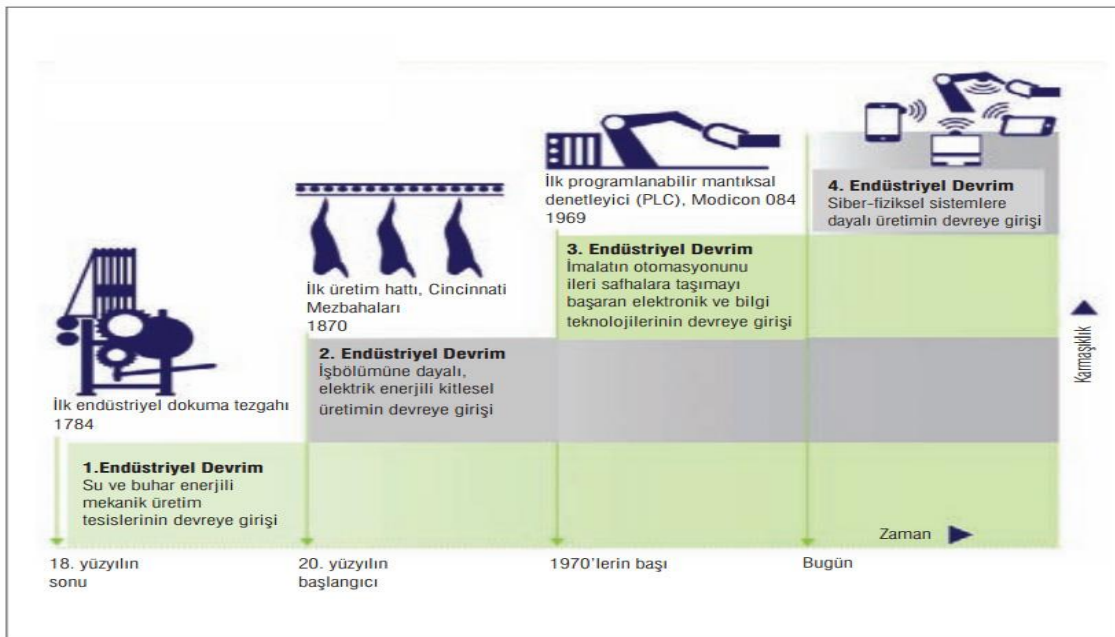 İlk endüstriyel dokuma tezgahı
1784
1.Endüstriyel Devrim
Su ve buhar enerjili
mekanik üretim
tesislerinin devreye girişi
18. yüzyılın
sonu
İlk üretim hattı, Cincinnati
Mezbahaları
1870
2. Endüstriyel Devrim
İşbölümüne dayalı,
elektrik enerjili kitlesel
üretimin devreye girişi
20. yüzyılın
başlangıcı
İlk programlanabilir mantıksal
denetleyici (PLC), Modicon 084
1969
3. Endüstriyel Devrim
İmalatın otomasyonunu
ileri safhalara taşımayı
başaran elektronik ve bilgi
teknolojilerinin devreye girişi
1970'lerin başı
4. Endüstriyel Devrim
Siber-fiziksel sistemlere
dayalı üretimin devreye girişi
Bugün
Zaman
Karmaşıklık